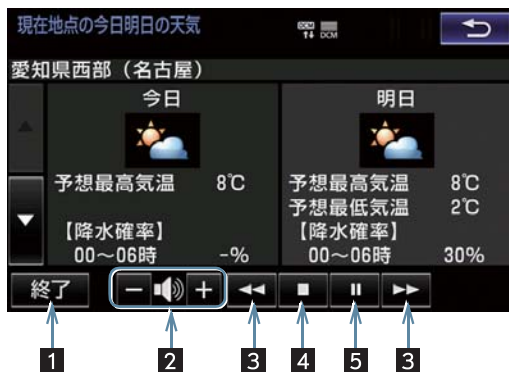 現在地点の今日明日の天気 DCM DCM
愛知県西部（名古屋）
今日 明日
予想最高気温 8℃ 予想最高気温 8℃
予想最低気温 2℃
【降水確率】 【降水確率】
00〜06時 -% 00〜06時 30%
終了 － ＋
1 2 3 4 5 3